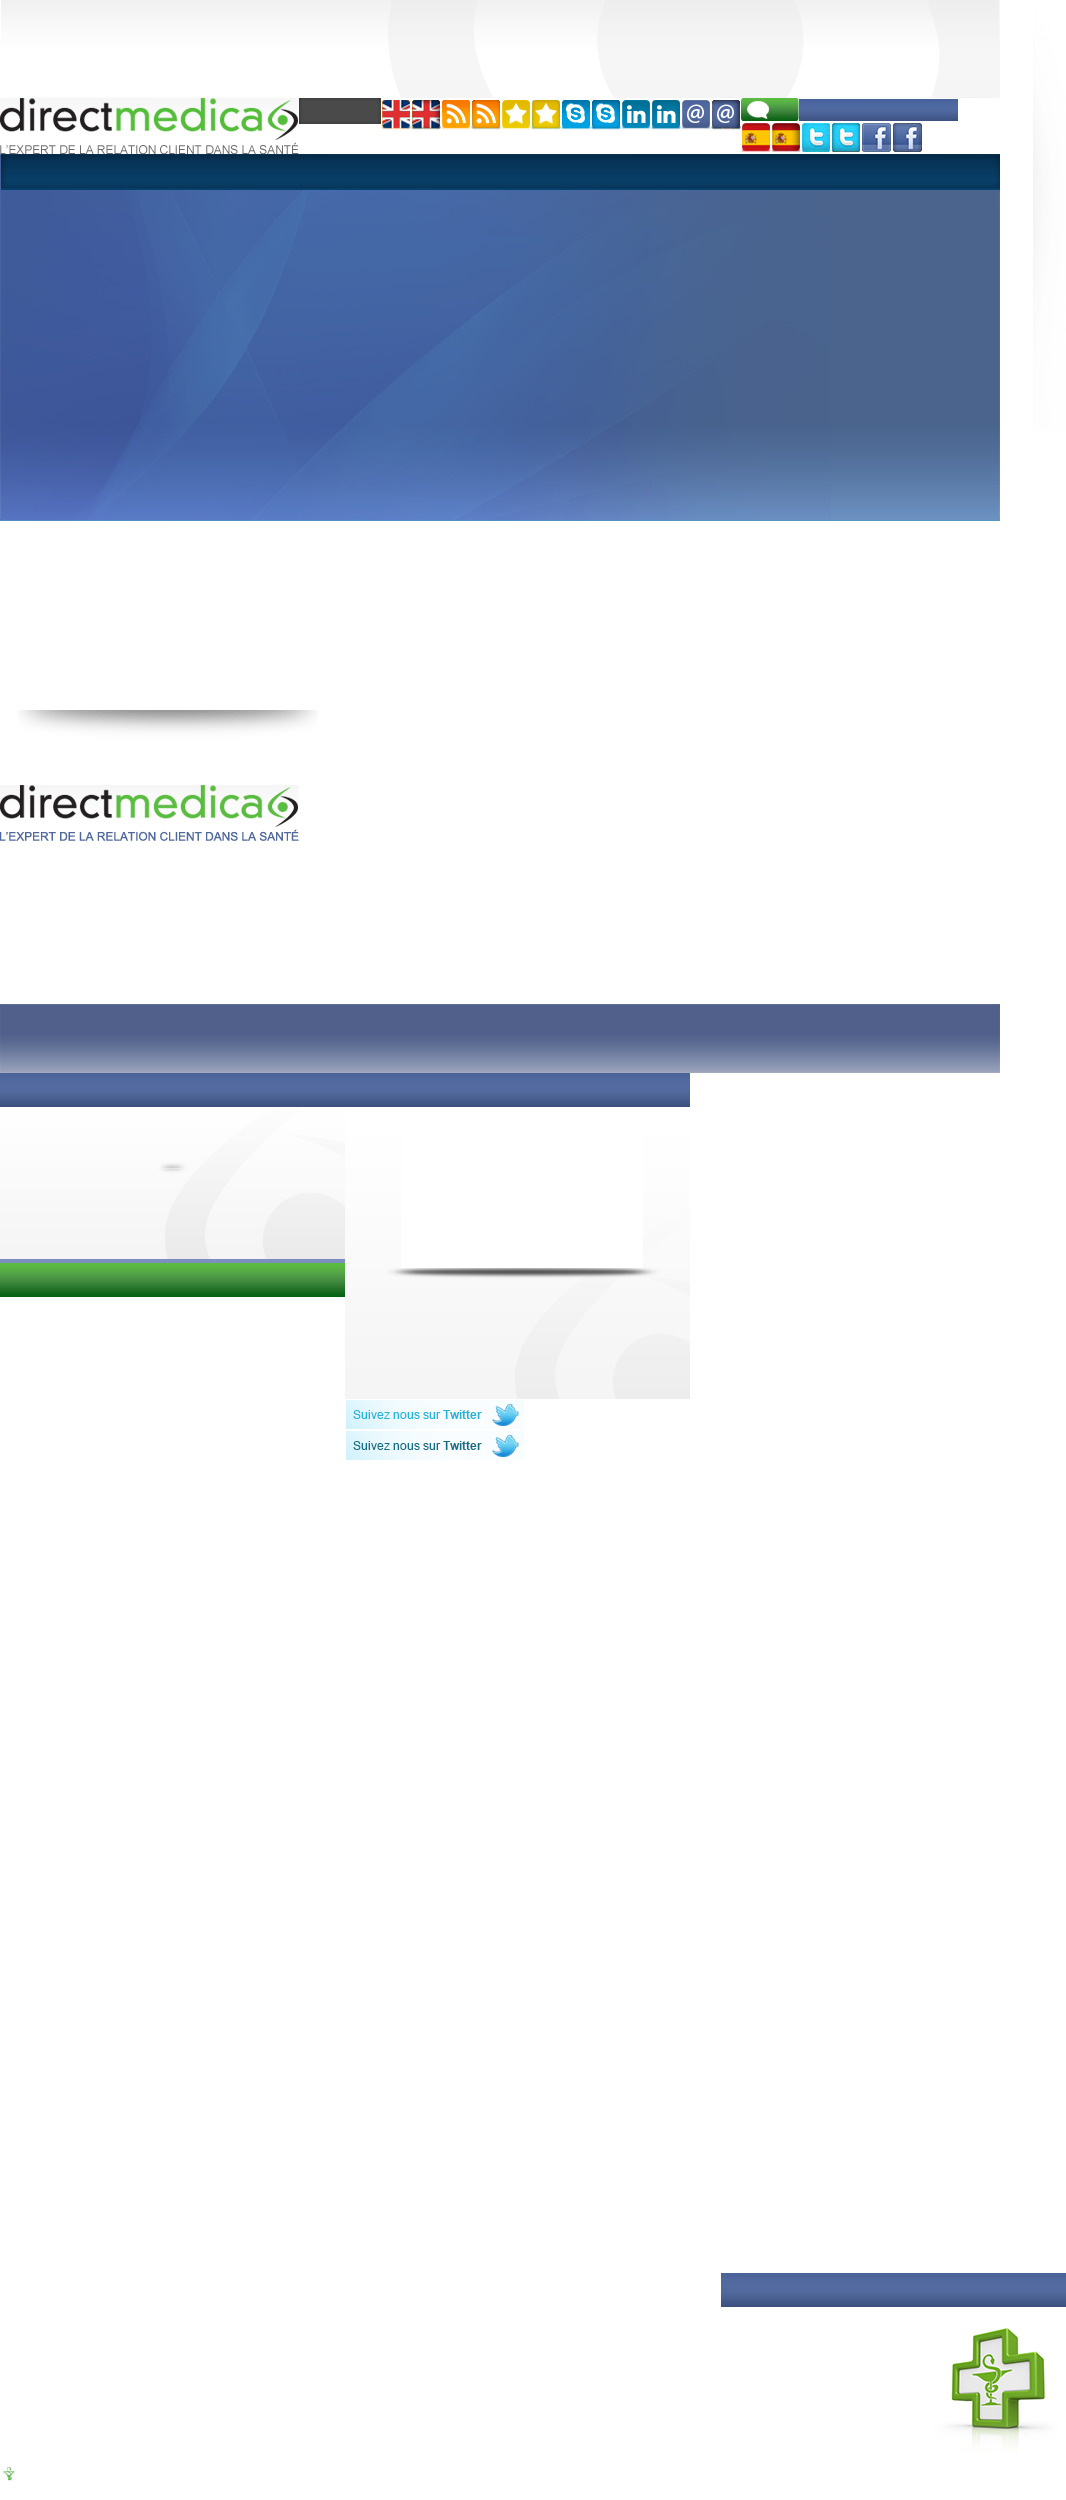 directmedica
L'EXPERT DE LA RELATION CLIENT DANS LA SANTÉ
directmedica
L'EXPERT DE LA RELATION CLIENT DANS LA SANTÉ
Suivez nous sur Twitter
Suivez nous sur Twitter